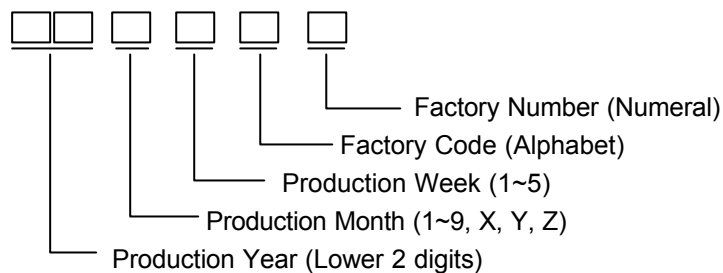 Factory Number (Numeral)
Factory Code (Alphabet)
Production Week (1~5)
Production Month (1~9, X, Y, Z)
Production Year (Lower 2 digits)